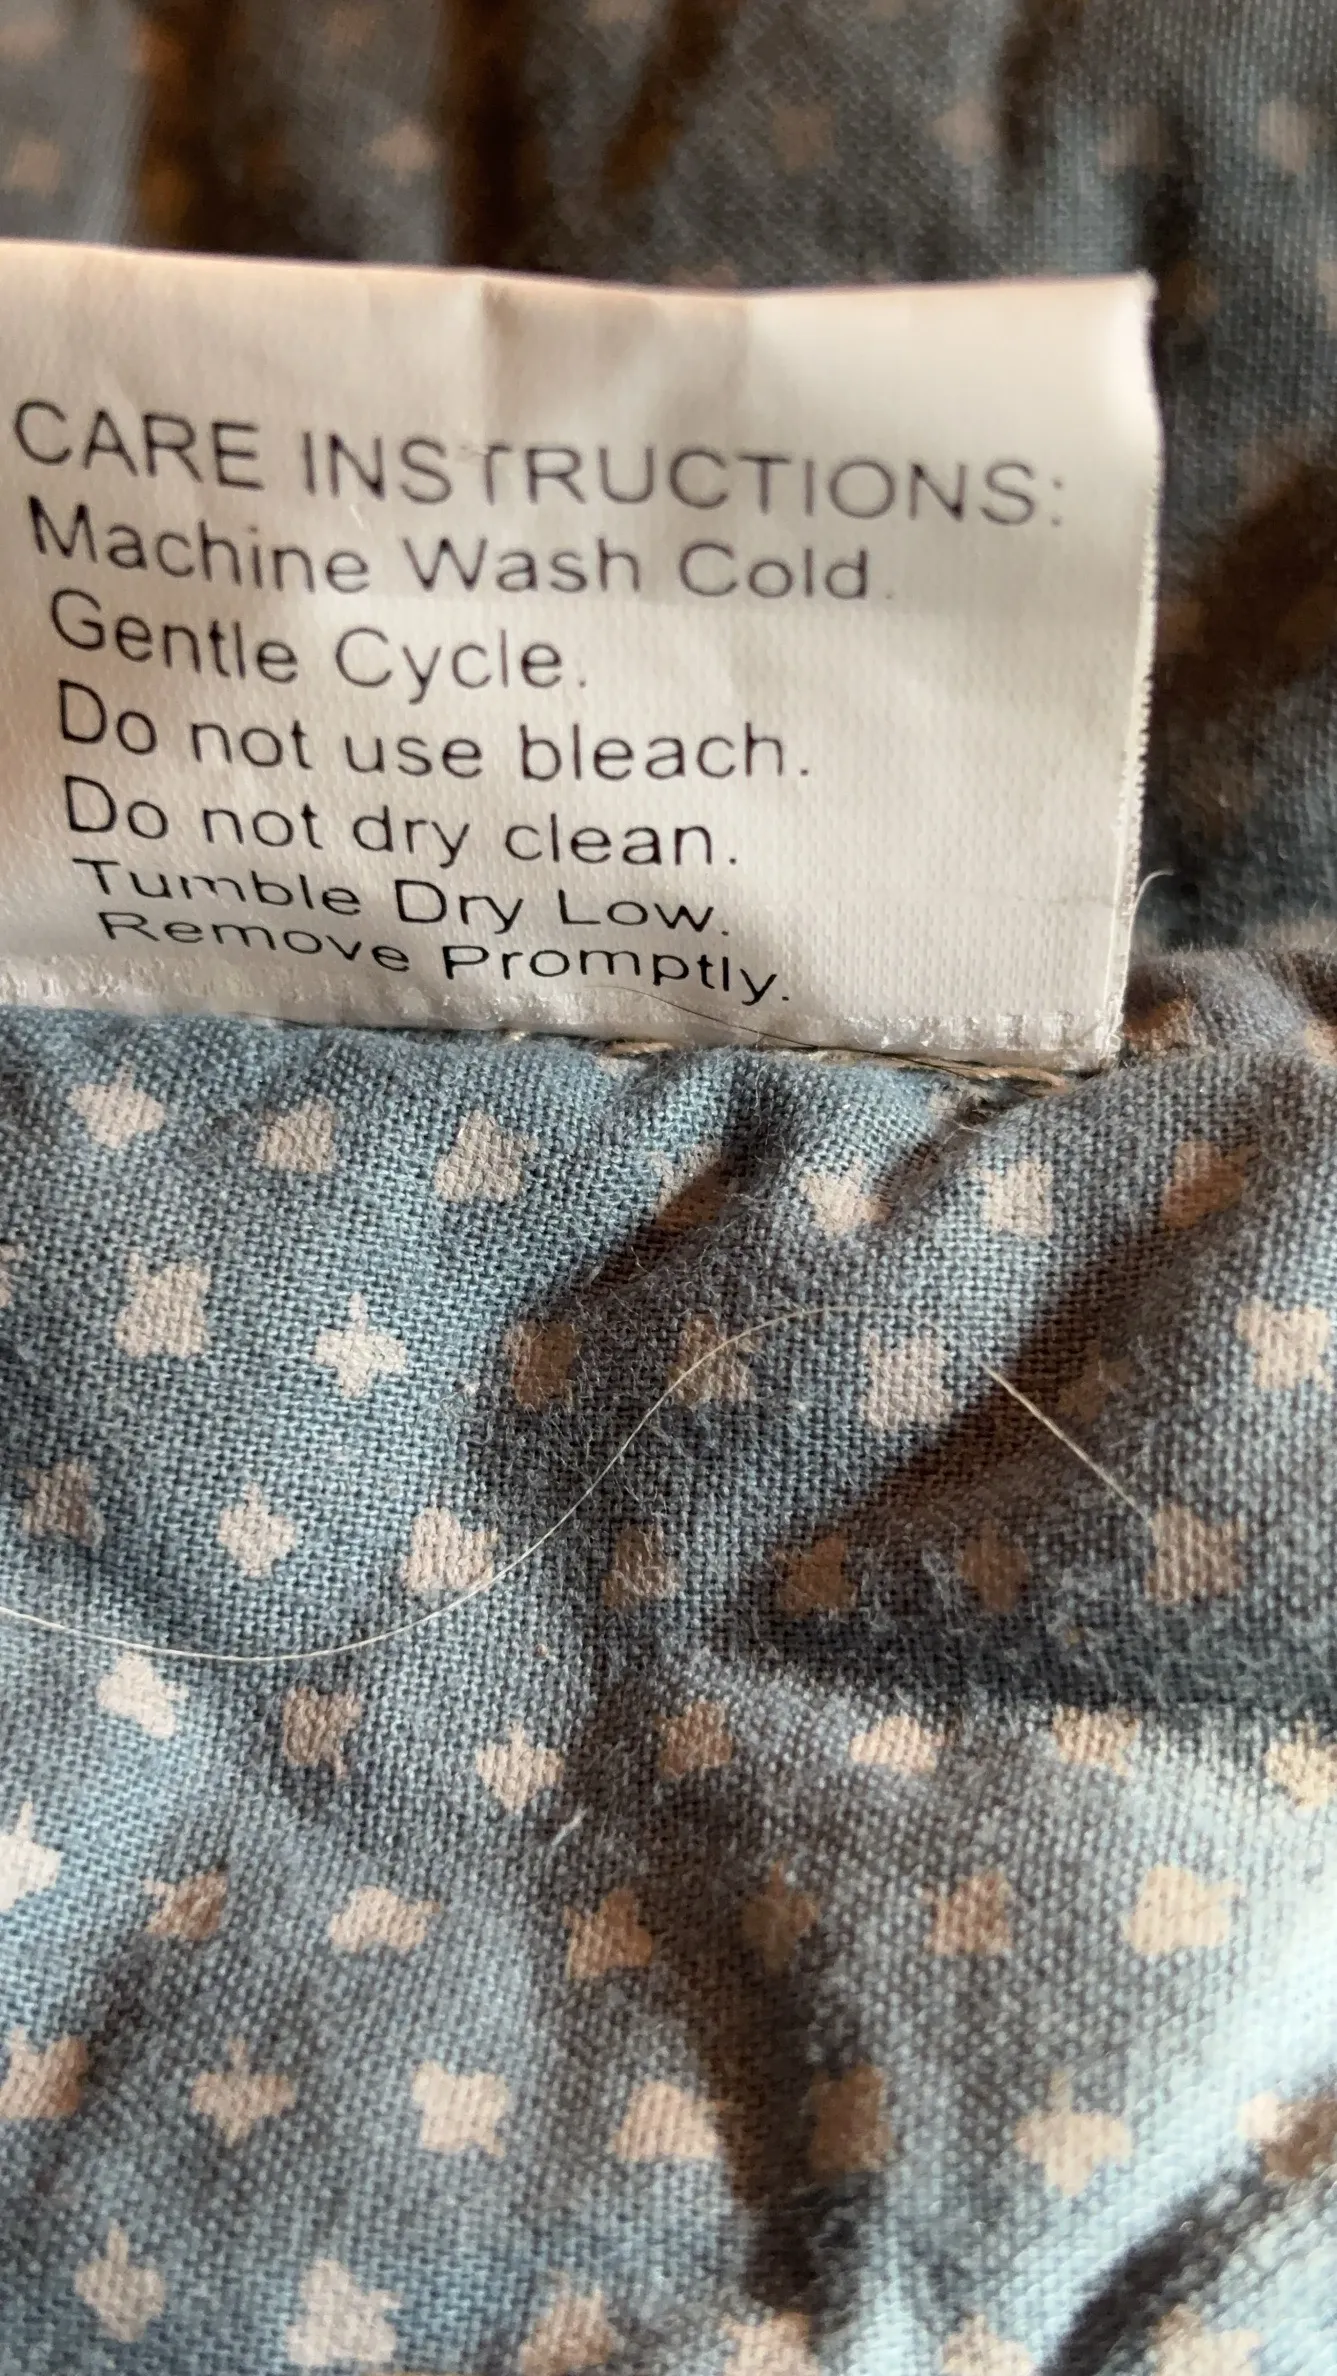 CARE INSTRUCTIONS:
Machine Wash Cold.
Gentle Cycle.
Do not use bleach.
Do not dry clean.
Tumble Dry Low.
Remove Promptly.